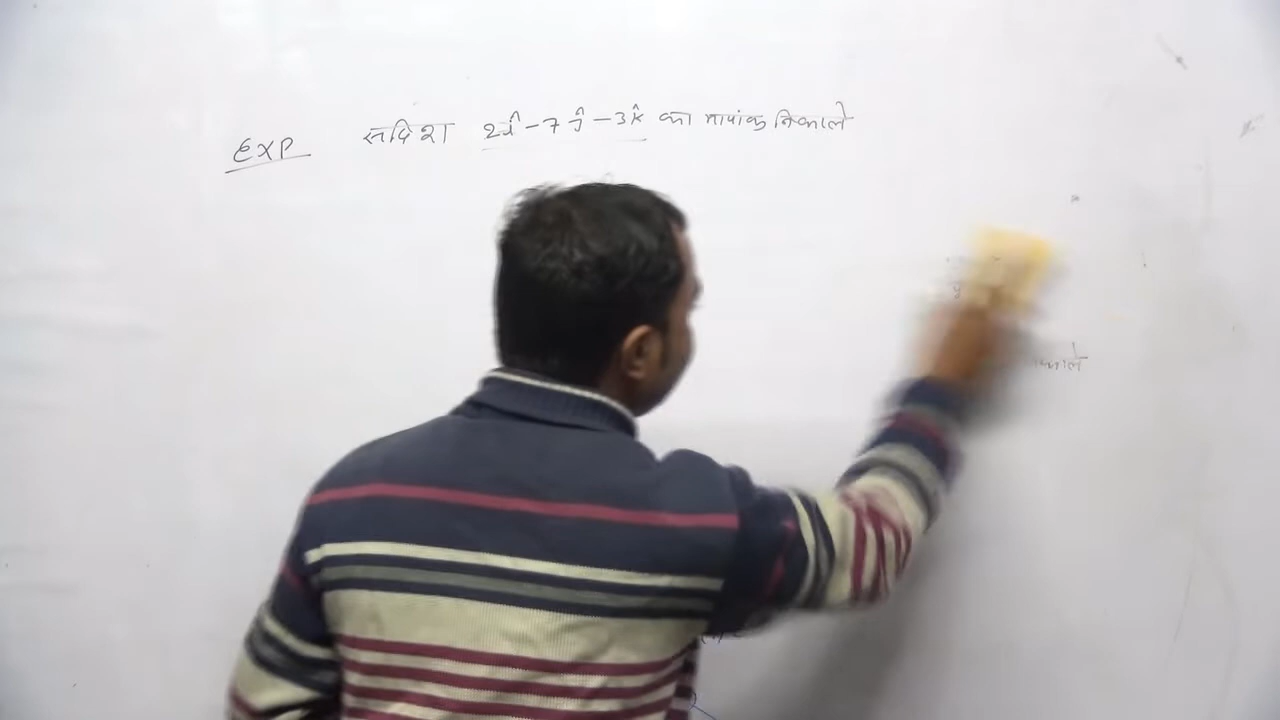 EXP सदिश 2î - 7ĵ - 3k̂ का मापांक निकाले